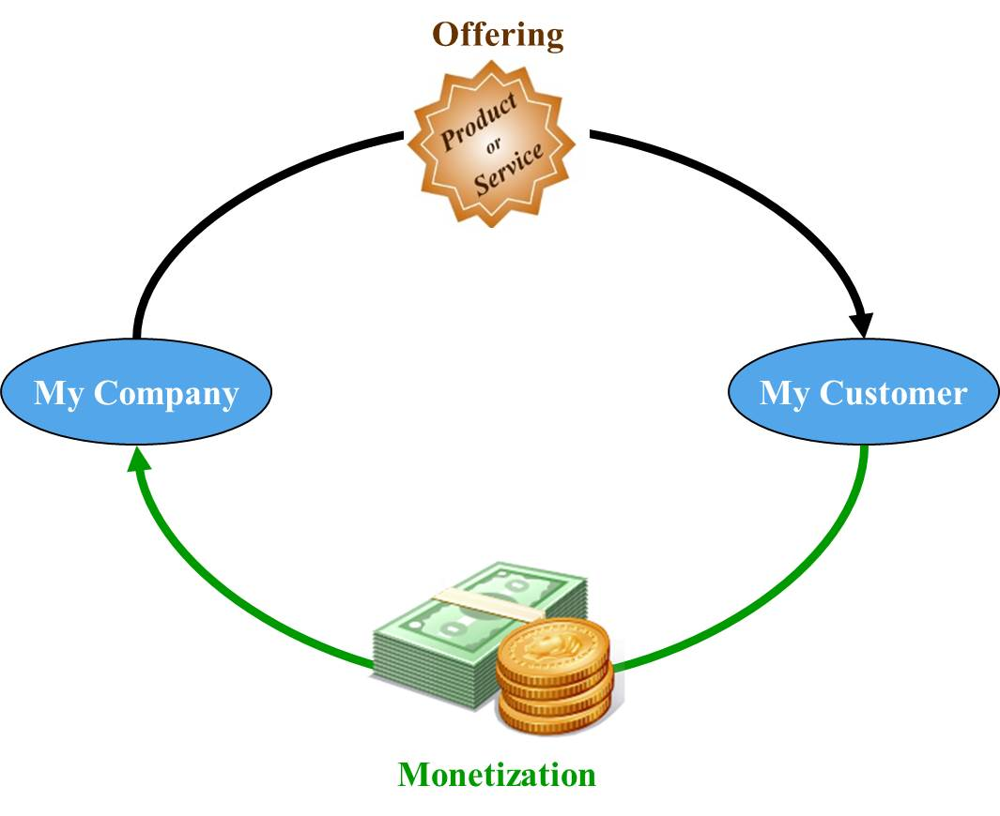 Offering
Product
or
Service
My Company
My Customer
Monetization